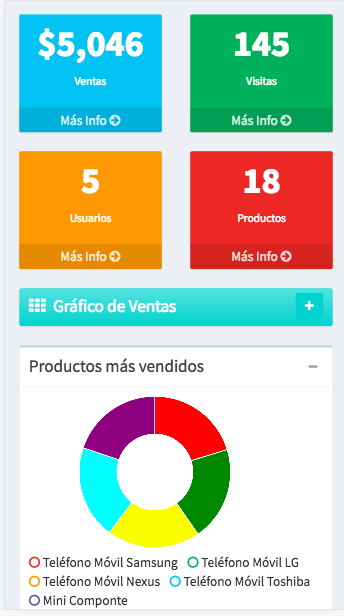 $5,046
145
Ventas
Visitas
Más Info
Más Info
5
18
Usuarios
Productos
Más Info
Más Info
Gráfico de Ventas
Productos más vendidos
Teléfono Móvil Samsung Teléfono Móvil LG
Teléfono Móvil Nexus Teléfono Móvil Toshiba
Mini Componte